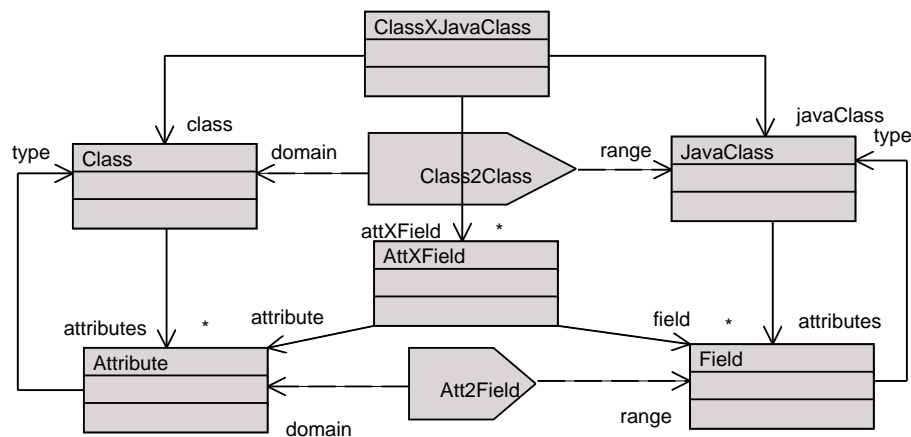 ClassXJavaClass
class
javaClass
type
Class
domain
Class2Class
range
JavaClass
type
attXField
*
AttXField
attributes
*
attribute
field
*
attributes
Attribute
Att2Field
Field
domain
range